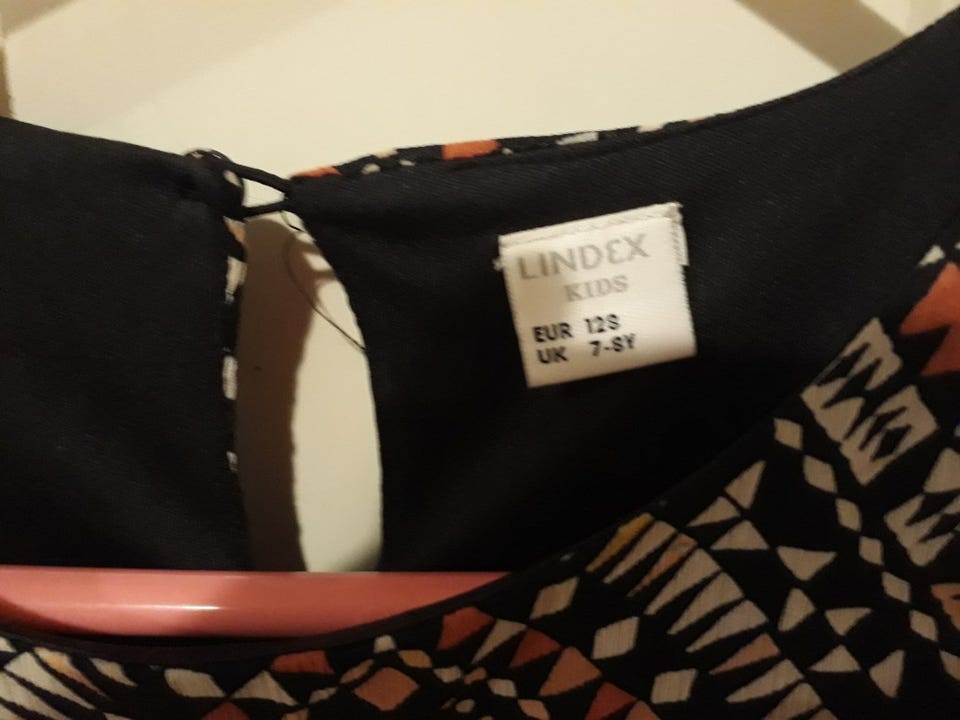 LINDEX
KIDS
EUR 128
UK 7-8Y